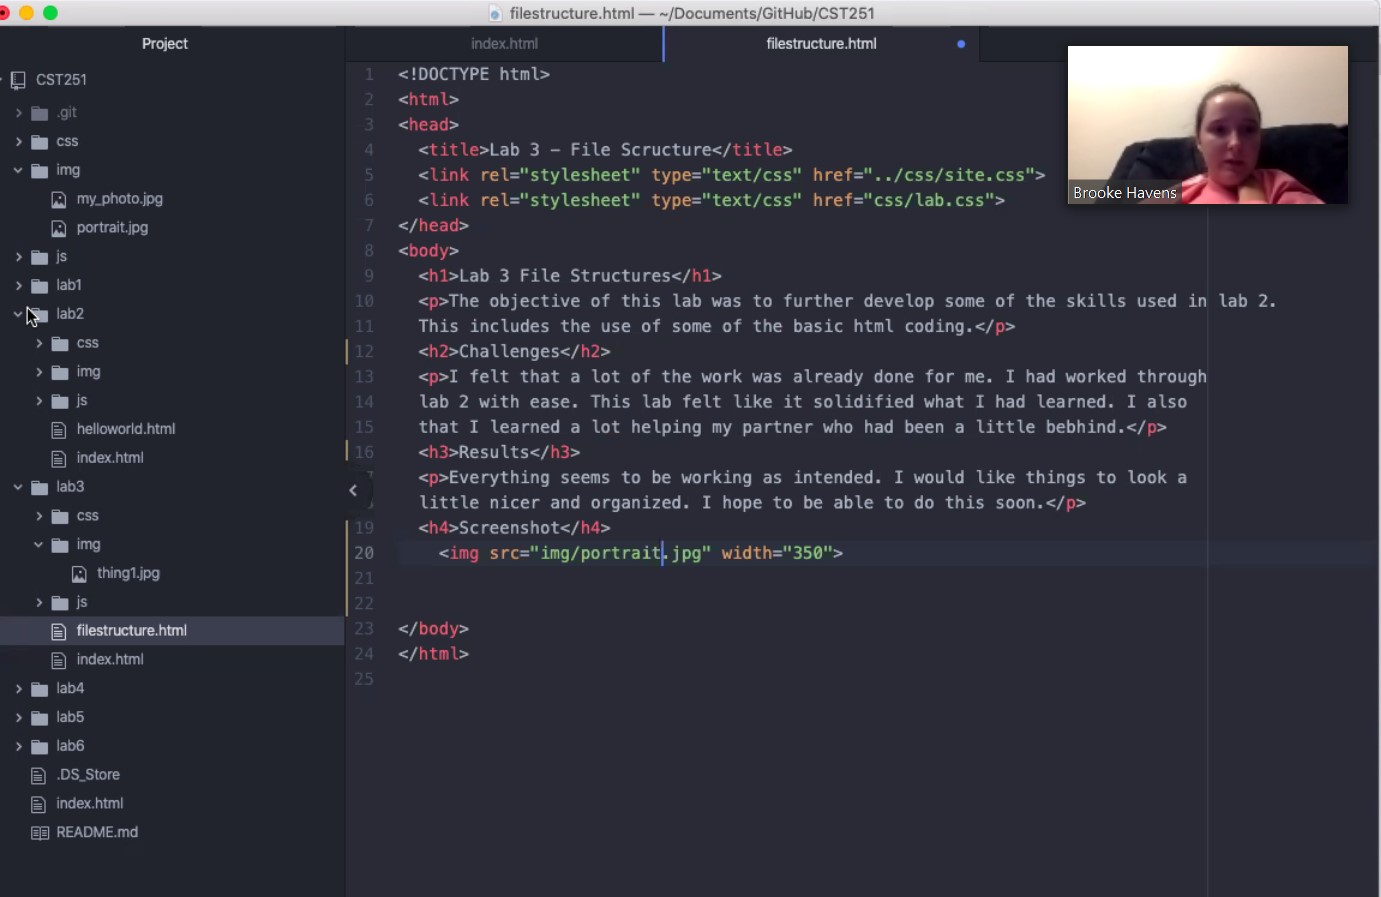 filestructure.html — ~/Documents/GitHub/CST251
Project
index.html
filestructure.html
CST251
.git
css
img
my_photo.jpg
portrait.jpg
js
lab1
lab2
css
img
js
helloworld.html
index.html
lab3
css
img
thing1.jpg
js
filestructure.html
index.html
lab4
lab5
lab6
.DS_Store
index.html
README.md
1 <!DOCTYPE html>
2 <html>
3 <head>
4 <title>Lab 3 – File Scructure</title>
5 <link rel="stylesheet" type="text/css" href="../css/site.css">
6 <link rel="stylesheet" type="text/css" href="css/lab.css">
7 </head>
8 <body>
9 <h1>Lab 3 File Structures</h1>
10 <p>The objective of this lab was to further develop some of the skills used in lab 2.
11 This includes the use of some of the basic html coding.</p>
12 <h2>Challenges</h2>
13 <p>I felt that a lot of the work was already done for me. I had worked through
14 lab 2 with ease. This lab felt like it solidified what I had learned. I also
15 that I learned a lot helping my partner who had been a little bebhind.</p>
16 <h3>Results</h3>
<p>Everything seems to be working as intended. I would like things to look a
little nicer and organized. I hope to be able to do this soon.</p>
19 <h4>Screenshot</h4>
20 <img src="img/portrait.jpg" width="350">
21
22
23 </body>
24 </html>
25
Brooke Havens